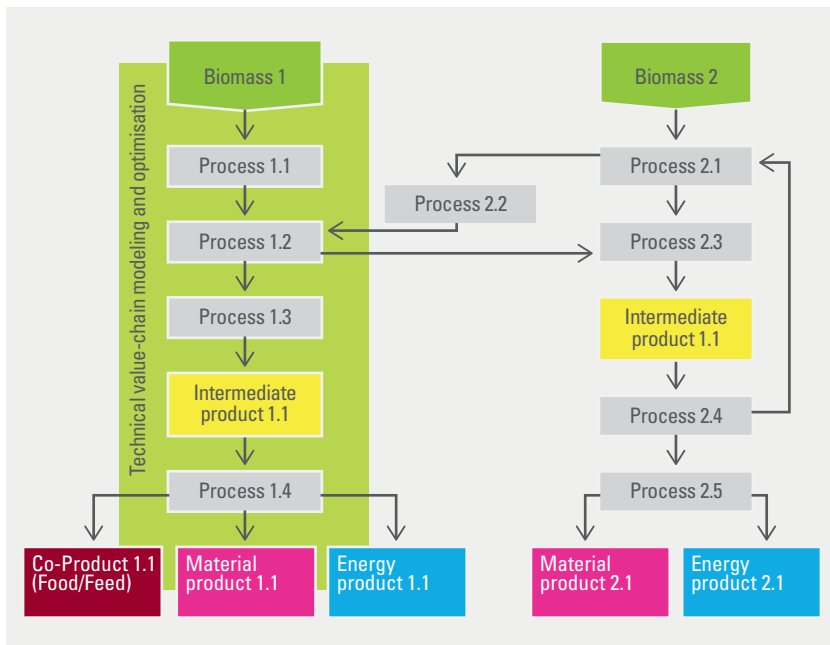 Technical value-chain modeling and optimisation
Biomass 1
Process 1.1
Process 1.2
Process 1.3
Intermediate
product 1.1
Process 1.4
Co-Product 1.1
(Food/Feed)
Material
product 1.1
Energy
product 1.1
Biomass 2
Process 2.1
Process 2.2
Process 2.3
Intermediate
product 1.1
Process 2.4
Process 2.5
Material
product 2.1
Energy
product 2.1